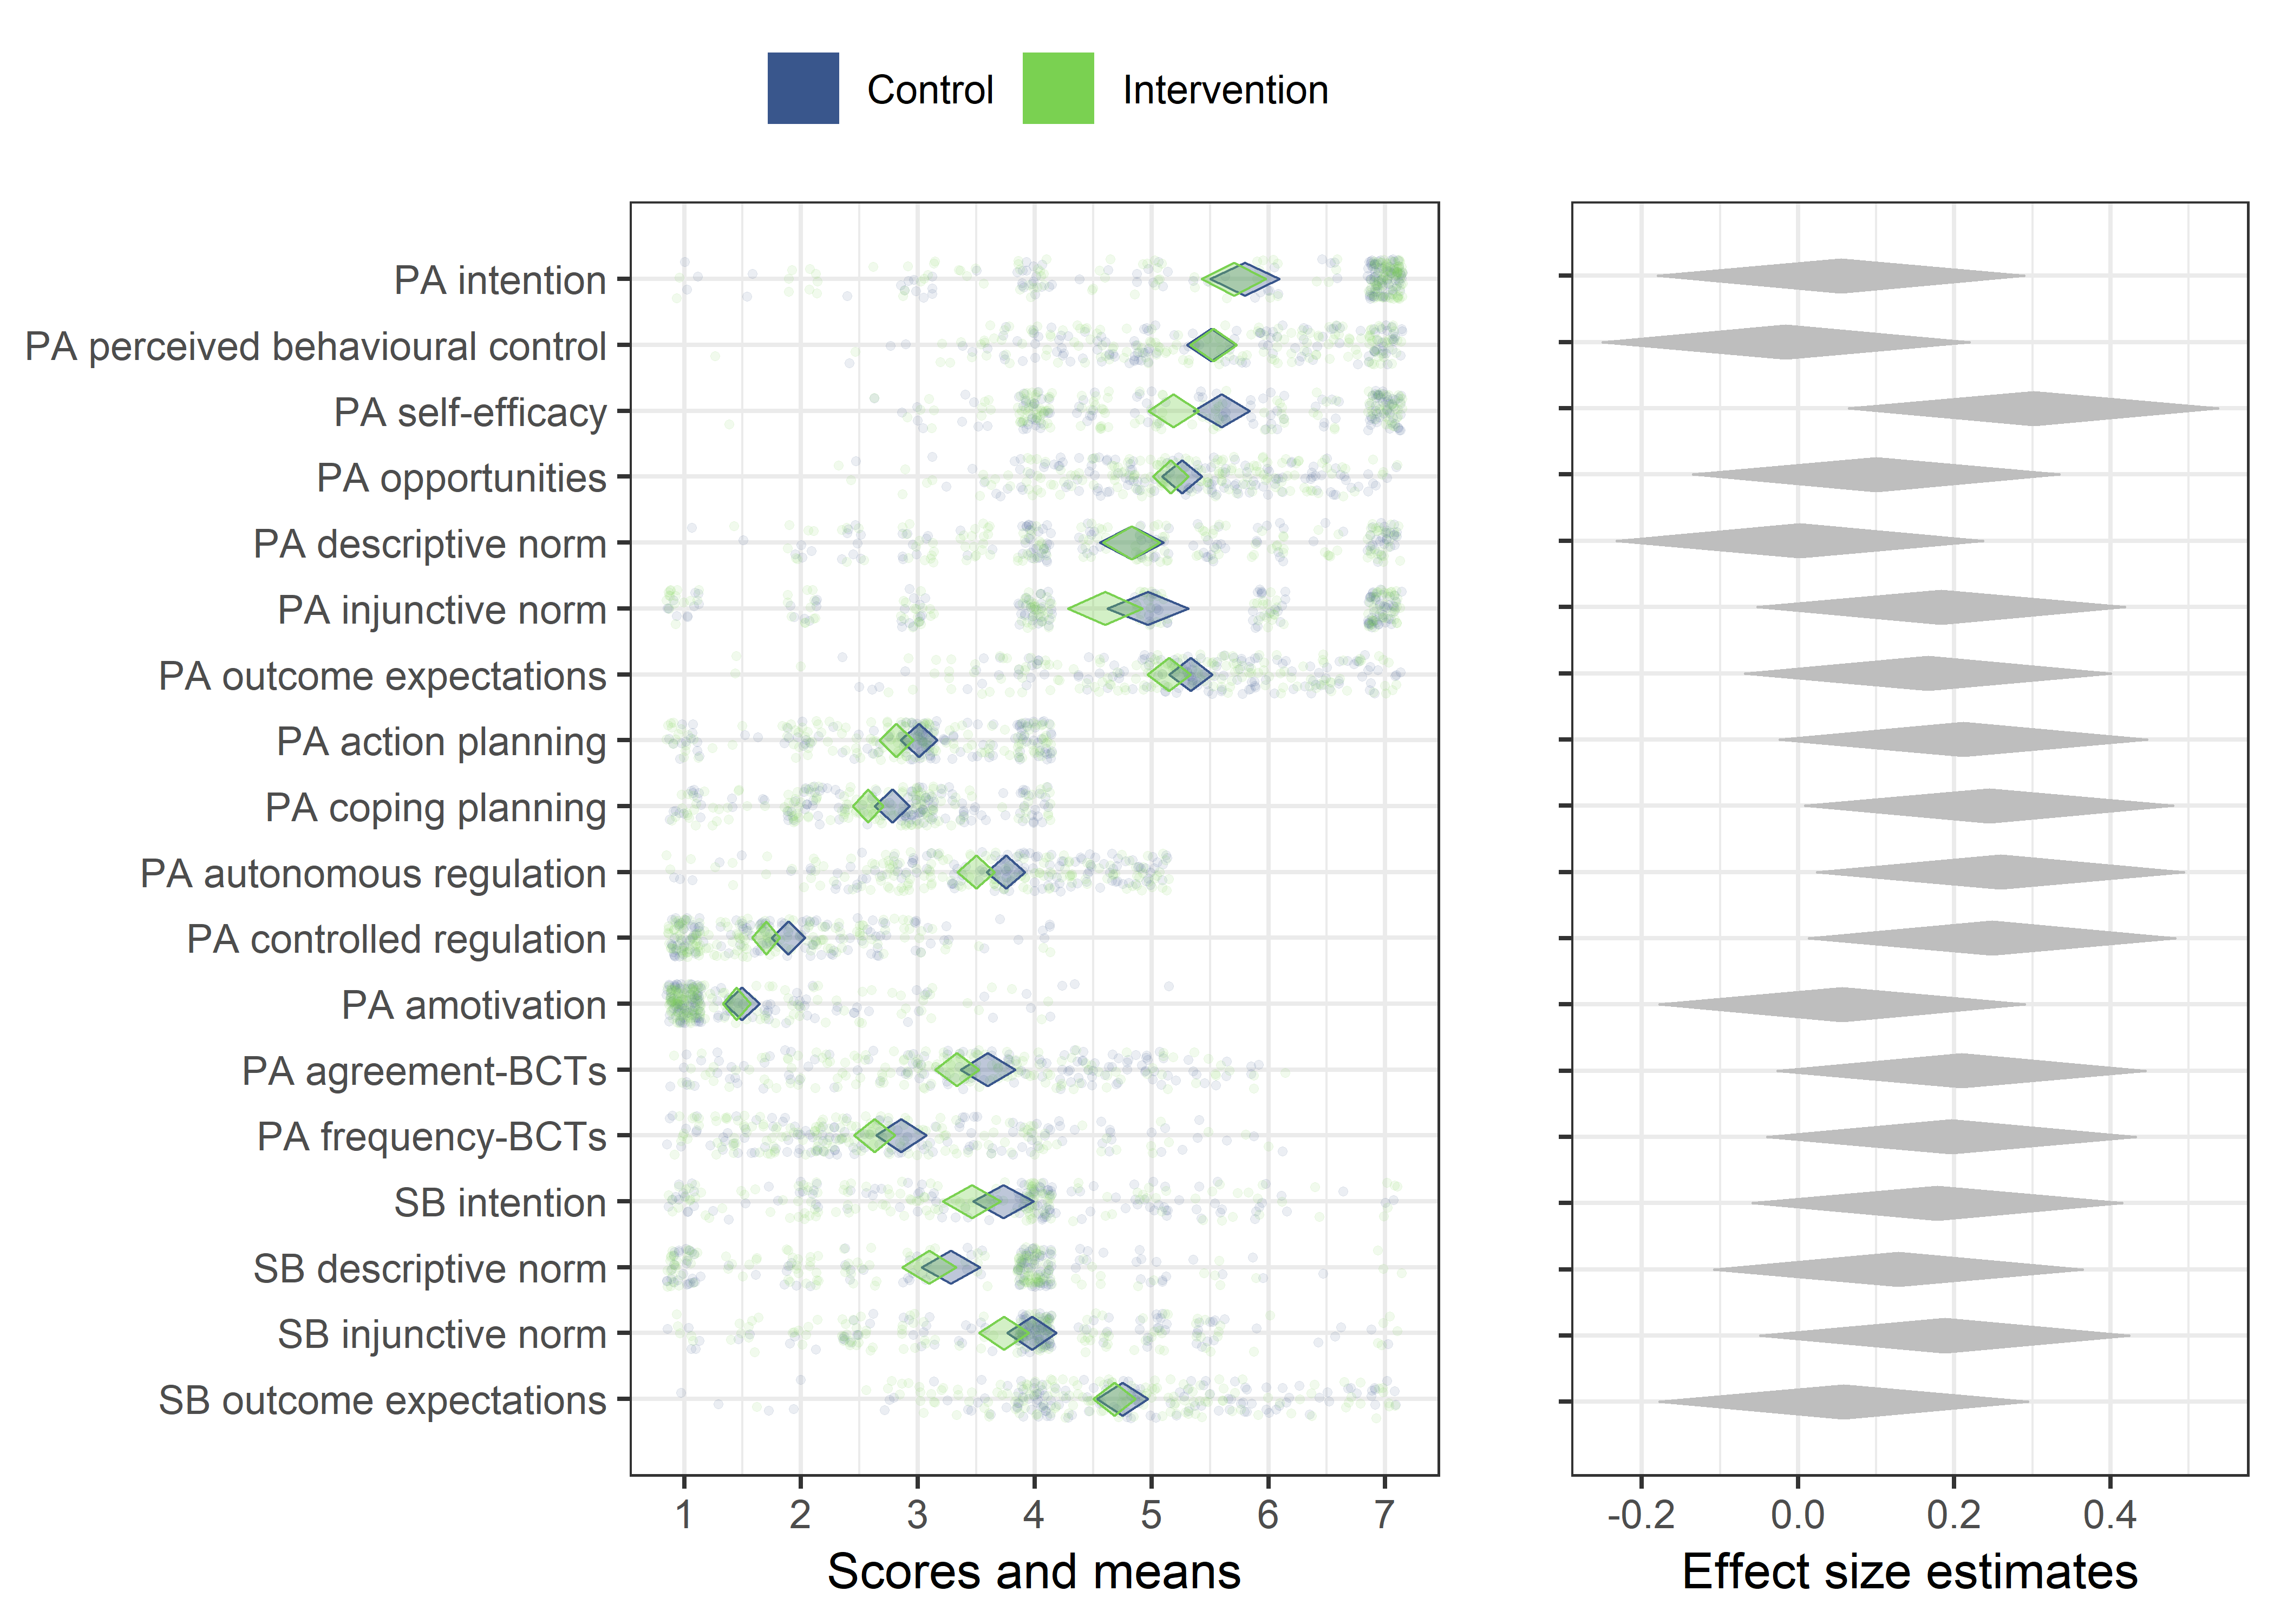 Control Intervention
PA intention
PA perceived behavioural control
PA self-efficacy
PA opportunities
PA descriptive norm
PA injunctive norm
PA outcome expectations
PA action planning
PA coping planning
PA autonomous regulation
PA controlled regulation
PA amotivation
PA agreement-BCTs
PA frequency-BCTs
SB intention
SB descriptive norm
SB injunctive norm
SB outcome expectations
1 2 3 4 5 6 7
Scores and means
-0.2 0.0 0.2 0.4
Effect size estimates